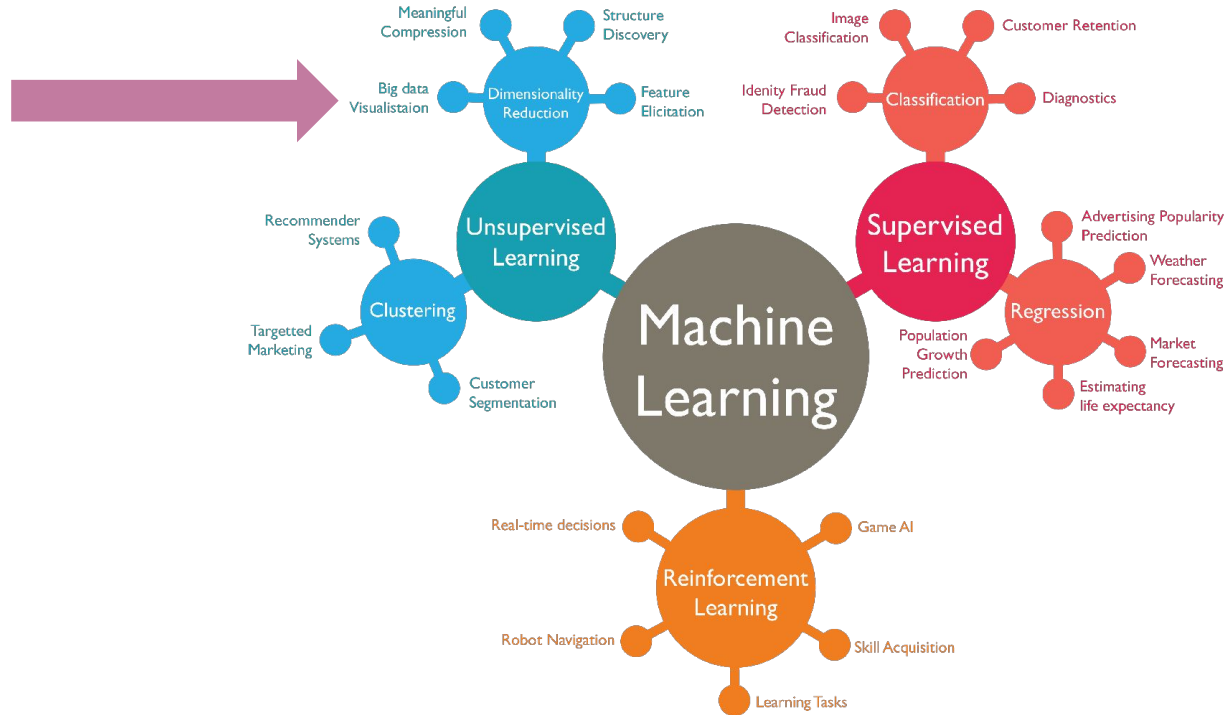 Meaningful
Compression
Structure
Discovery
Big data
Visualistaion
Dimensionality
Reduction
Feature
Elicitation
Image
Classification
Customer Retention
Idenity Fraud
Detection
Classification
Diagnostics
Unsupervised
Learning
Supervised
Learning
Recommender
Systems
Clustering
Targetted
Marketing
Customer
Segmentation
Advertising Popularity
Prediction
Weather
Forecasting
Regression
Population
Growth
Prediction
Market
Forecasting
Estimating
life expectancy
Machine
Learning
Real-time decisions
Game AI
Reinforcement
Learning
Robot Navigation
Skill Acquisition
Learning Tasks